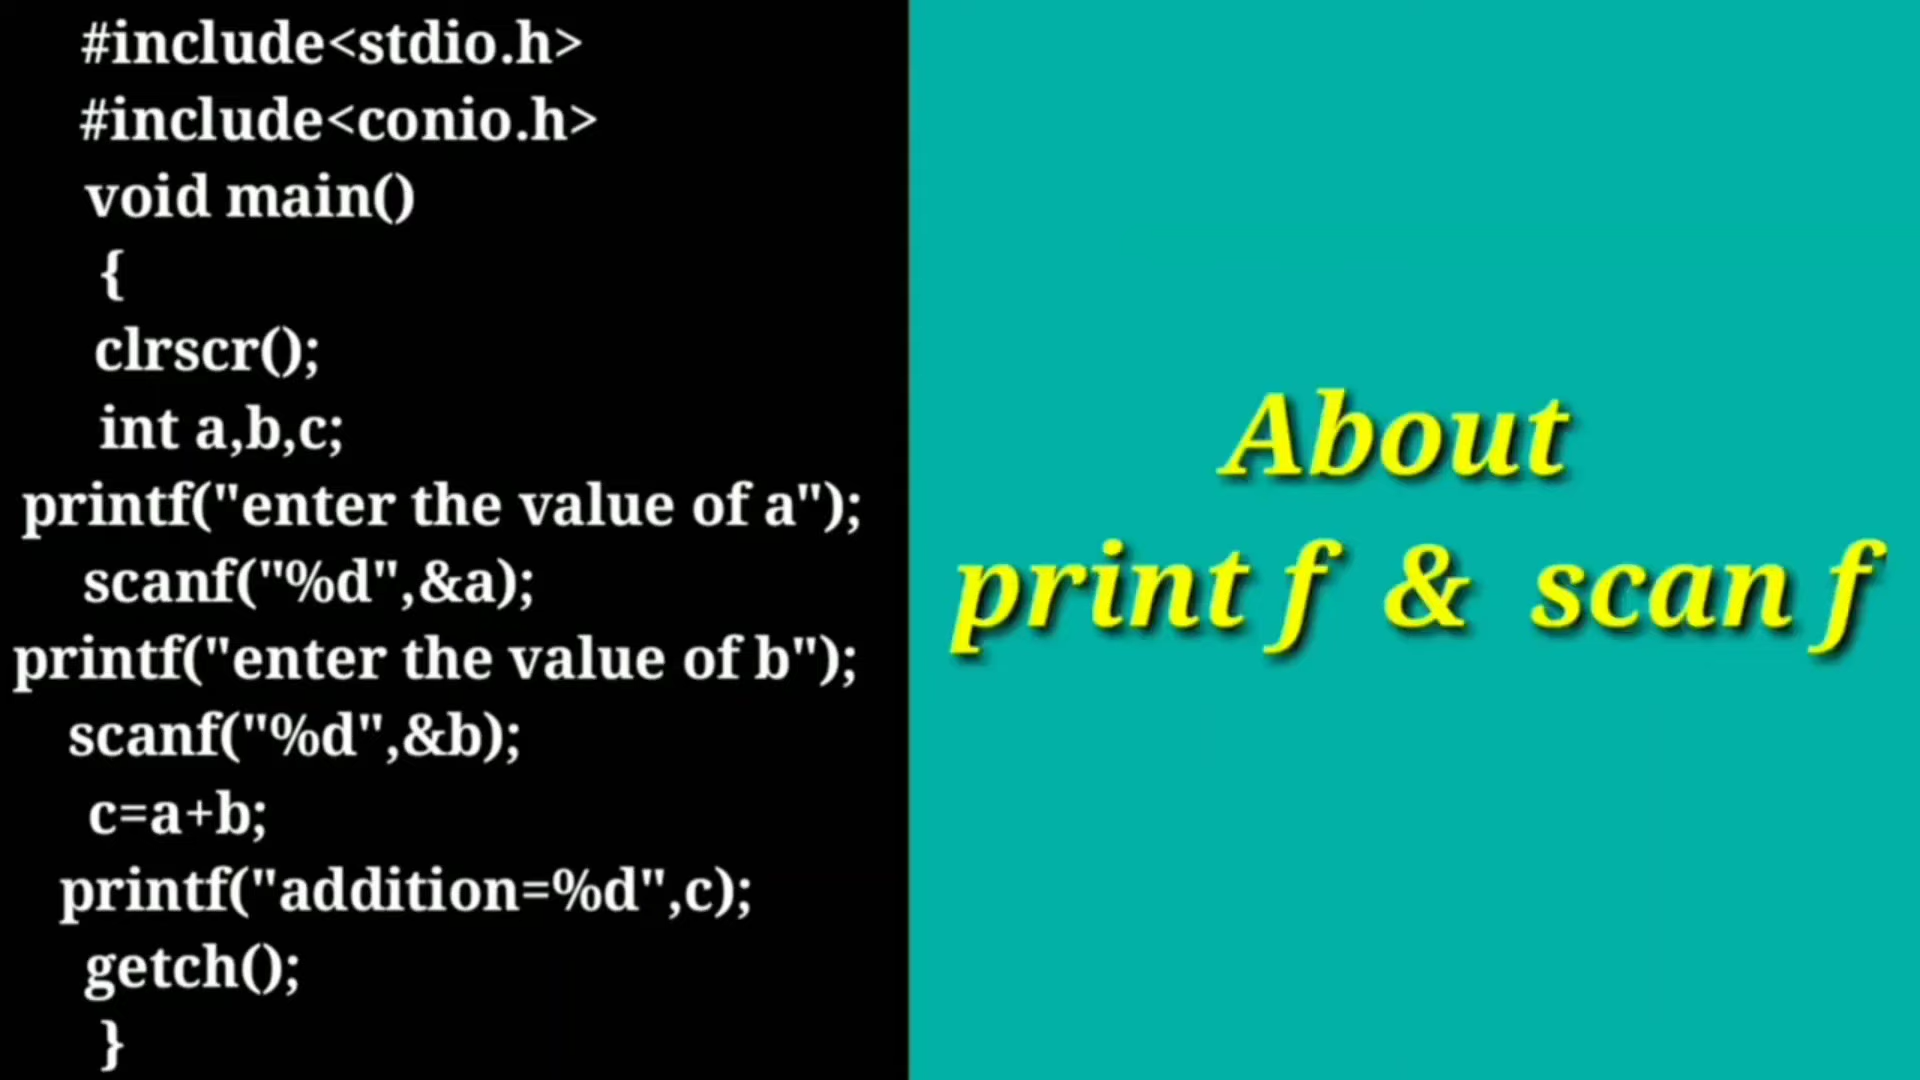 #include<stdio.h>
#include<conio.h>
void main()
{
clrscr();
int a,b,c;
printf("enter the value of a");
scanf("%d",&a);
printf("enter the value of b");
scanf("%d",&b);
c=a+b;
printf("addition=%d",c);
getch();
}
About
print f & scan f